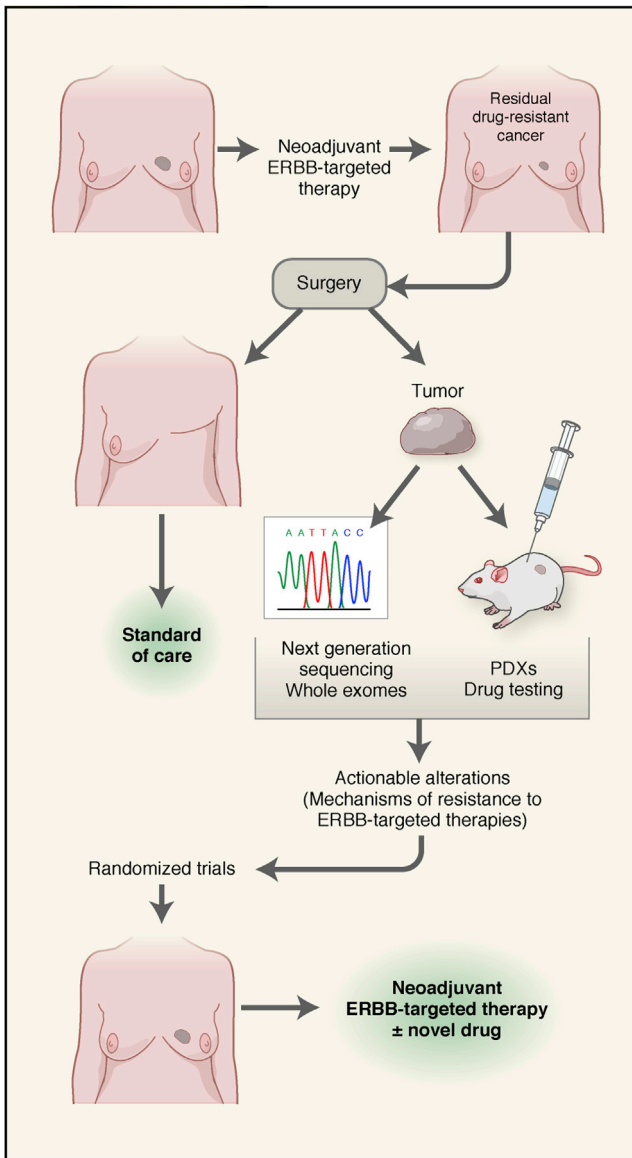 Neoadjuvant
ERBB-targeted
therapy
Residual
drug-resistant
cancer
Surgery
Tumor
A A T T A C C
Standard
of care
Next generation
sequencing
Whole exomes
PDXs
Drug testing
Actionable alterations
(Mechanisms of resistance to
ERBB-targeted therapies)
Randomized trials
Neoadjuvant
ERBB-targeted therapy
± novel drug